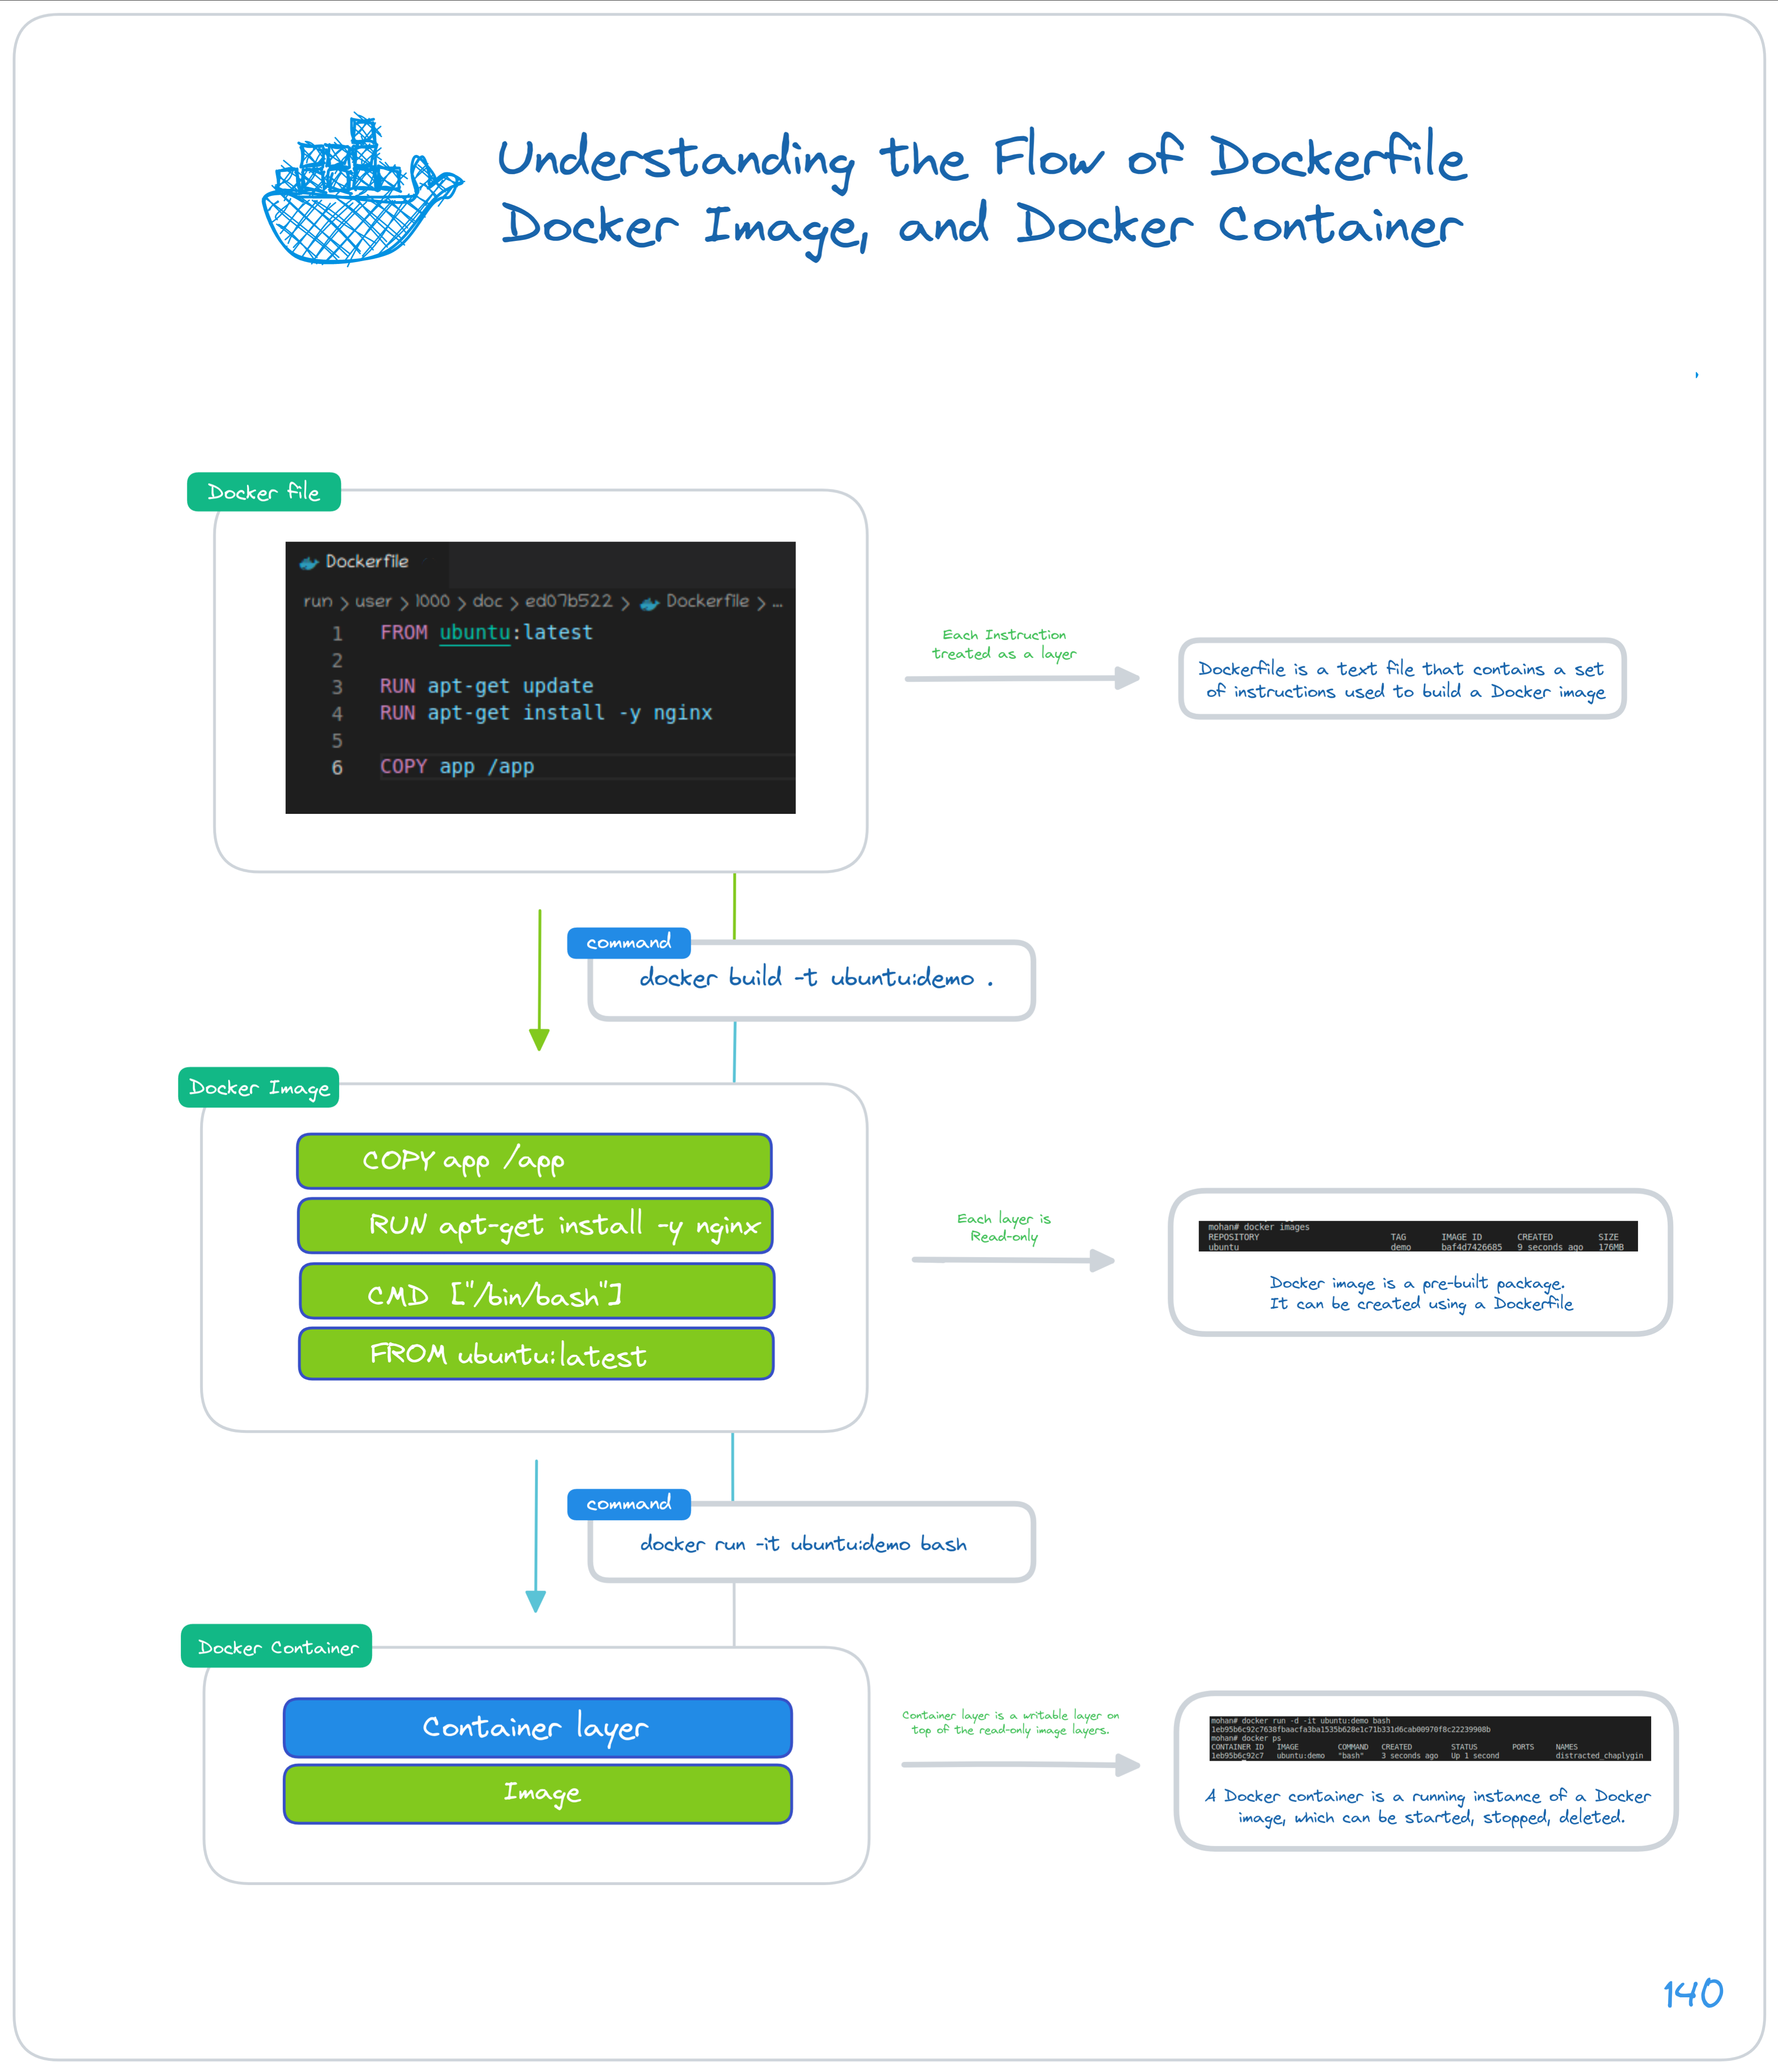 Understanding the Flow of Dockerfile
Docker Image, and Docker Container
Docker file
Dockerfile
run > user > 1000 > doc > ed07b522 > Dockerfile > ...
1 FROM ubuntu:latest
2
3 RUN apt-get update
4 RUN apt-get install -y nginx
5
6 COPY app /app
Each Instruction
treated as a layer
Dockerfile is a text file that contains a set
of instructions used to build a Docker image
command
docker build -t ubuntu:demo .
Docker Image
COPY app /app
RUN apt-get install -y nginx
CMD ["/bin/bash"]
FROM ubuntu:latest
Each layer is
Read-only
mohan# docker images
REPOSITORY TAG IMAGE ID CREATED SIZE
ubuntu demo baf4d7426685 9 seconds ago 176MB
Docker image is a pre-built package.
It can be created using a Dockerfile
command
docker run -it ubuntu:demo bash
Docker Container
Container layer
Image
Container layer is a writable layer on
top of the read-only image layers.
mohan# docker run -d -it ubuntu:demo bash
1eb95b6c92c7638fbaacfa3ba1535b628e1c71b331d6cab00970f8c22239908b
mohan# docker ps
CONTAINER ID IMAGE COMMAND CREATED STATUS PORTS NAMES
1eb95b6c92c7 ubuntu:demo "bash" 3 seconds ago Up 1 second distracted_chaplygin
A Docker container is a running instance of a Docker
image, which can be started, stopped, deleted.
140